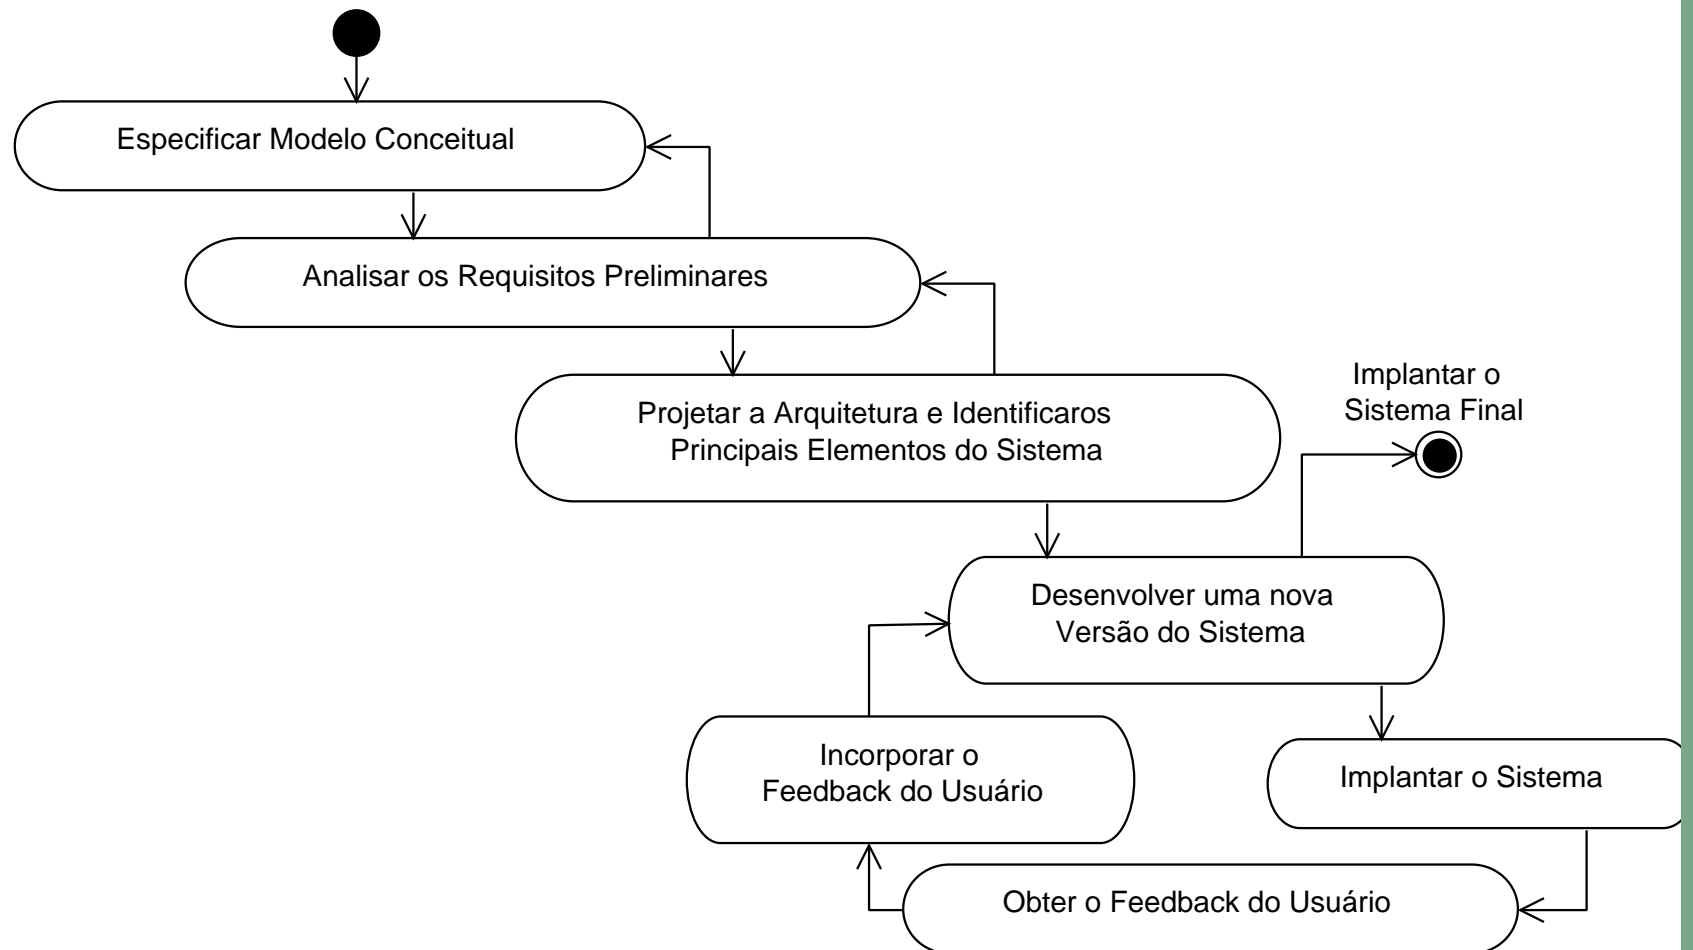 Especificar Modelo Conceitual
Analisar os Requisitos Preliminares
Projetar a Arquitetura e Identificaros
Principais Elementos do Sistema
Implantar o
Sistema Final
Desenvolver uma nova
Versão do Sistema
Incorporar o
Feedback do Usuário
Implantar o Sistema
Obter o Feedback do Usuário